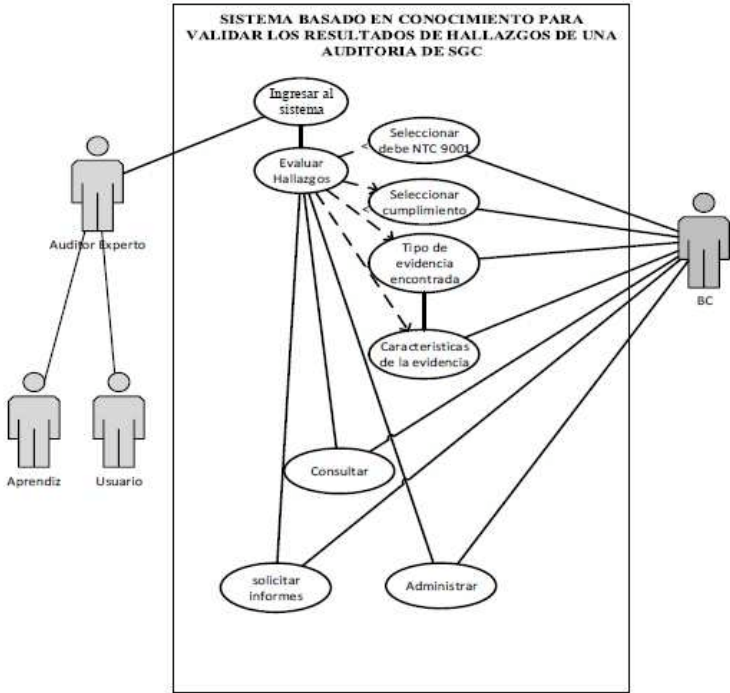 SISTEMA BASADO EN CONOCIMIENTO PARA
VALIDAR LOS RESULTADOS DE HALLAZGOS DE UNA
AUDITORIA DE SGC
Ingresar al
sistema
Seleccionar
debe NTC 9001
Evaluar
Hallazgos
Seleccionar
cumplimiento
Auditor Experto
Tipo de
evidencia
encontrada
BC
Caracteristicas
de la evidencia
Aprendiz
Usuario
Consultar
solicitar
informes
Administrar